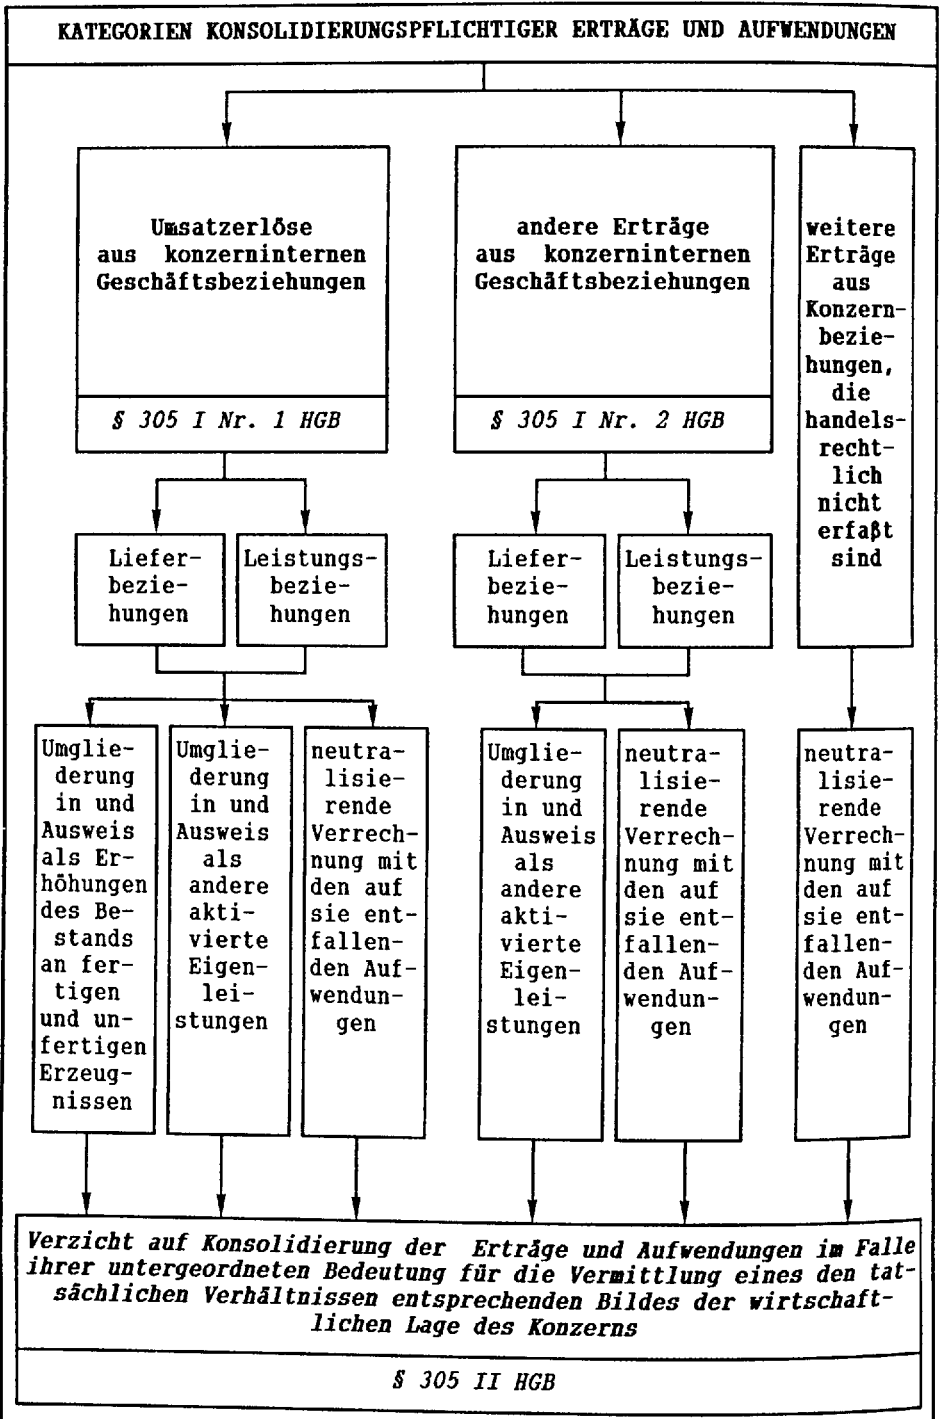 KATEGORIEN KONSOLIDIERUNGSPFLICHTIGER ERTRÄGE UND AUFWENDUNGEN
Umsatzerlöse
aus konzerninternen
Geschäftsbeziehungen
§ 305 I Nr. 1 HGB
andere Erträge
aus konzerninternen
Geschäftsbeziehungen
§ 305 I Nr. 2 HGB
weitere
Erträge
aus
Konzern-
bezie-
hungen,
die
handels-
recht-
lich
nicht
erfaßt
sind
Liefer-
bezie-
hungen
Leistungs-
bezie-
hungen
Liefer-
bezie-
hungen
Leistungs-
bezie-
hungen
Umglie-
derung
in und
Ausweis
als Er-
höhungen
des Be-
stands
an fer-
tigen
und un-
fertigen
Erzeug-
nissen
Umglie-
derung
in und
Ausweis
als
andere
akti-
vierte
Eigen-
lei-
stungen
neutra-
lisie-
rende
Verrech-
nung mit
den auf
sie ent-
fallen-
den Auf-
wendun-
gen
Umglie-
derung
in und
Ausweis
als
andere
akti-
vierte
Eigen-
lei-
stungen
neutra-
lisie-
rende
Verrech-
nung mit
den auf
sie ent-
fallen-
den Auf-
wendun-
gen
neutra-
lisie-
rende
Verrech-
nung mit
den auf
sie ent-
fallen-
den Auf-
wendun-
gen
Verzicht auf Konsolidierung der Erträge und Aufwendungen im Falle
ihrer untergeordneten Bedeutung für die Vermittlung eines den tat-
sächlichen Verhältnissen entsprechenden Bildes der wirtschaft-
lichen Lage des Konzerns
§ 305 II HGB